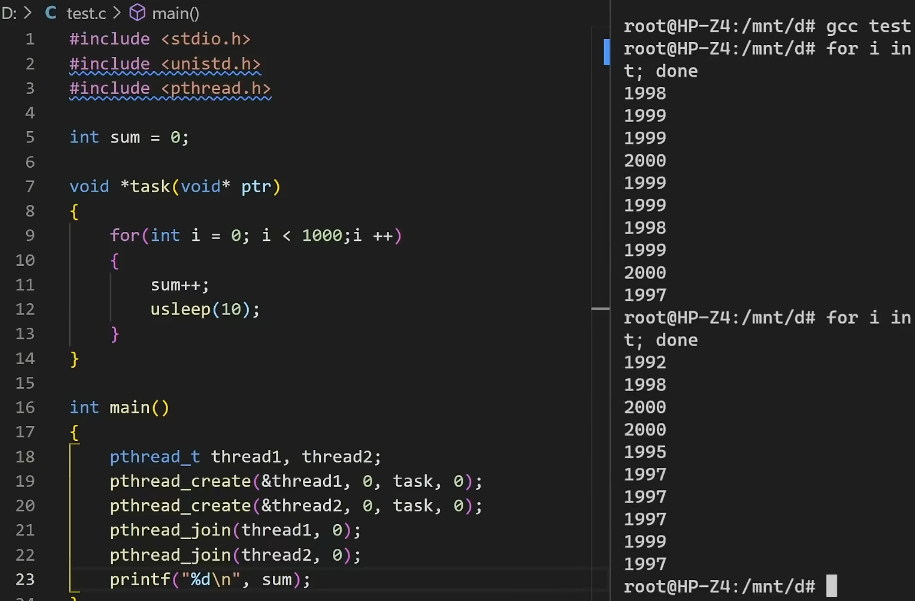 D: > C test.c > main()
1 #include <stdio.h>
2 #include <unistd.h>
3 #include <pthread.h>
4
5 int sum = 0;
6
7 void *task(void* ptr)
8 {
9 for(int i = 0; i < 1000;i ++)
10 {
11 sum++;
12 usleep(10);
13 }
14 }
15
16 int main()
17 {
18 pthread_t thread1, thread2;
19 pthread_create(&thread1, 0, task, 0);
20 pthread_create(&thread2, 0, task, 0);
21 pthread_join(thread1, 0);
22 pthread_join(thread2, 0);
23 printf("%d\n", sum);
24 }
root@HP-Z4:/mnt/d# gcc test
root@HP-Z4:/mnt/d# for i in
t; done
1998
1999
1999
2000
1999
1999
1998
1999
2000
1997
root@HP-Z4:/mnt/d# for i in
t; done
1992
1998
2000
2000
1995
1997
1997
1997
1999
1997
root@HP-Z4:/mnt/d#